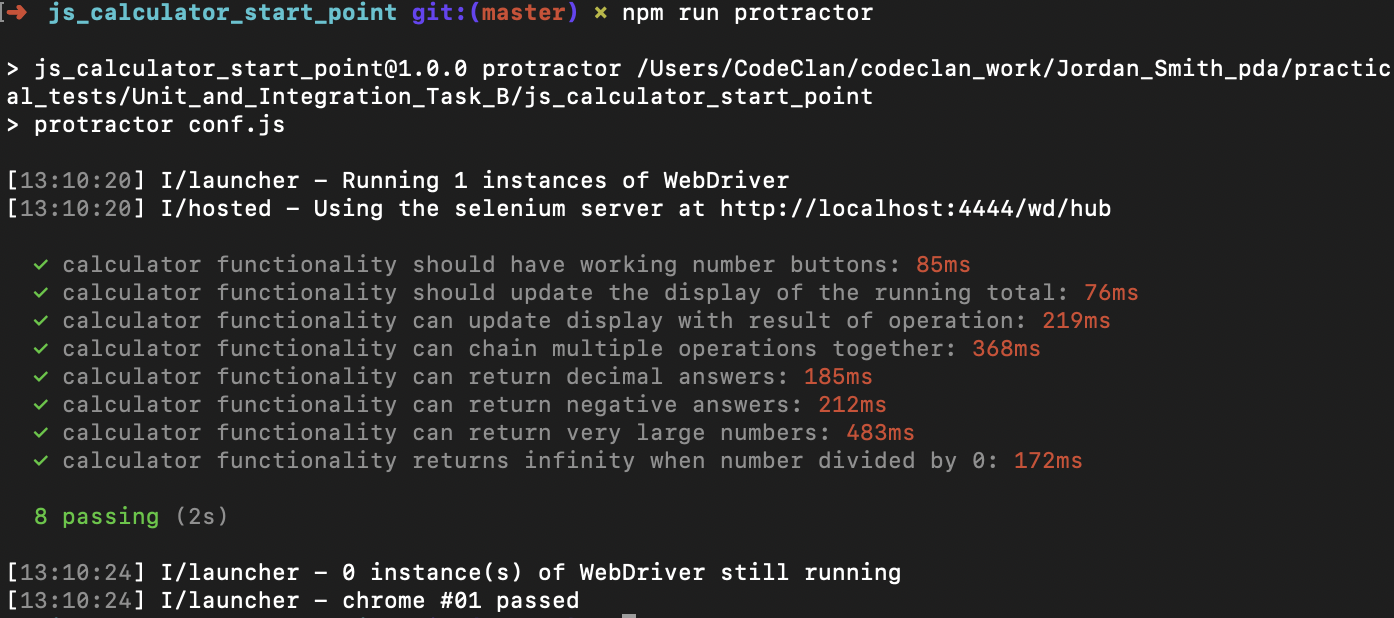 ➜ js_calculator_start_point git:(master) ✗ npm run protractor
> js_calculator_start_point@1.0.0 protractor /Users/CodeClan/codeclan_work/Jordan_Smith_pda/practic
al_tests/Unit_and_Integration_Task_B/js_calculator_start_point
> protractor conf.js
[13:10:20] I/launcher – Running 1 instances of WebDriver
[13:10:20] I/hosted – Using the selenium server at http://localhost:4444/wd/hub
✓ calculator functionality should have working number buttons: 85ms
✓ calculator functionality should update the display of the running total: 76ms
✓ calculator functionality can update display with result of operation: 219ms
✓ calculator functionality can chain multiple operations together: 368ms
✓ calculator functionality can return decimal answers: 185ms
✓ calculator functionality can return negative answers: 212ms
✓ calculator functionality can return very large numbers: 483ms
✓ calculator functionality returns infinity when number divided by 0: 172ms
8 passing (2s)
[13:10:24] I/launcher – 0 instance(s) of WebDriver still running
[13:10:24] I/launcher – chrome #01 passed